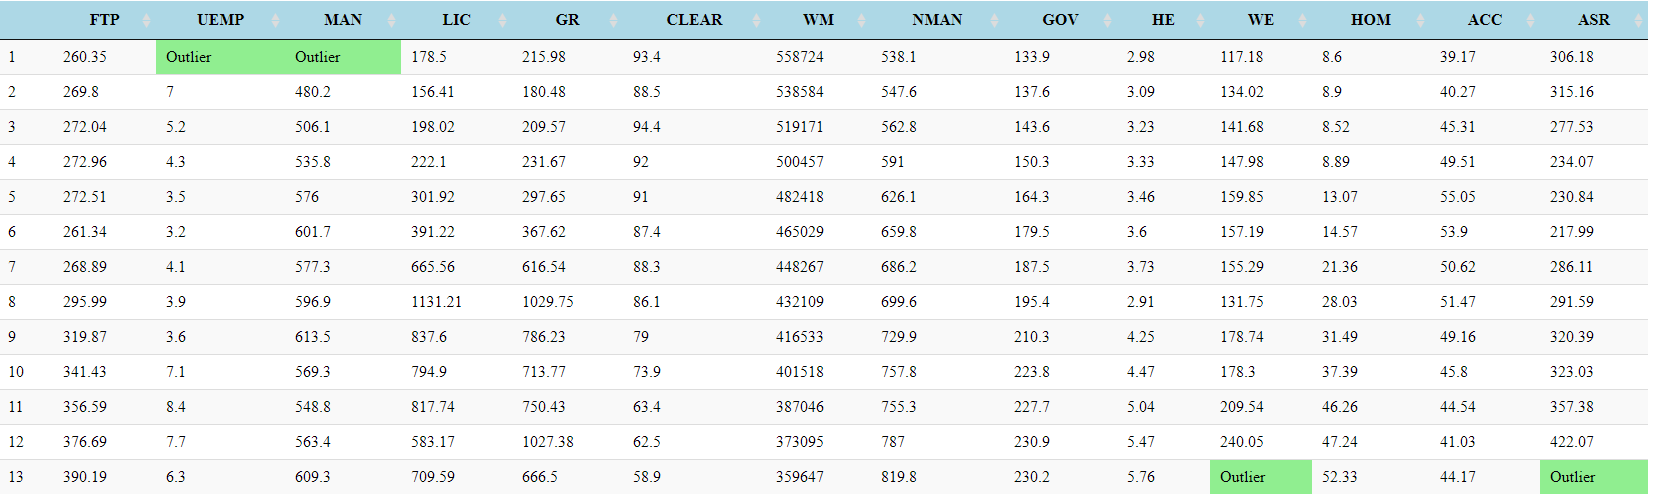 FTP UEMP MAN LIC GR CLEAR WM NMAN GOV HE WE HOM ACC ASR
1 260.35 Outlier Outlier 178.5 215.98 93.4 558724 538.1 133.9 2.98 117.18 8.6 39.17 306.18
2 269.8 7 480.2 156.41 180.48 88.5 538584 547.6 137.6 3.09 134.02 8.9 40.27 315.16
3 272.04 5.2 506.1 198.02 209.57 94.4 519171 562.8 143.6 3.23 141.68 8.52 45.31 277.53
4 272.96 4.3 535.8 222.1 231.67 92 500457 591 150.3 3.33 147.98 8.89 49.51 234.07
5 272.51 3.5 576 301.92 297.65 91 482418 626.1 164.3 3.46 159.85 13.07 55.05 230.84
6 261.34 3.2 601.7 391.22 367.62 87.4 465029 659.8 179.5 3.6 157.19 14.57 53.9 217.99
7 268.89 4.1 577.3 665.56 616.54 88.3 448267 686.2 187.5 3.73 155.29 21.36 50.62 286.11
8 295.99 3.9 596.9 1131.21 1029.75 86.1 432109 699.6 195.4 2.91 131.75 28.03 51.47 291.59
9 319.87 3.6 613.5 837.6 786.23 79 416533 729.9 210.3 4.25 178.74 31.49 49.16 320.39
10 341.43 7.1 569.3 794.9 713.77 73.9 401518 757.8 223.8 4.47 178.3 37.39 45.8 323.03
11 356.59 8.4 548.8 817.74 750.43 63.4 387046 755.3 227.7 5.04 209.54 46.26 44.54 357.38
12 376.69 7.7 563.4 583.17 1027.38 62.5 373095 787 230.9 5.47 240.05 47.24 41.03 422.07
13 390.19 6.3 609.3 709.59 666.5 58.9 359647 819.8 230.2 5.76 Outlier 52.33 44.17 Outlier